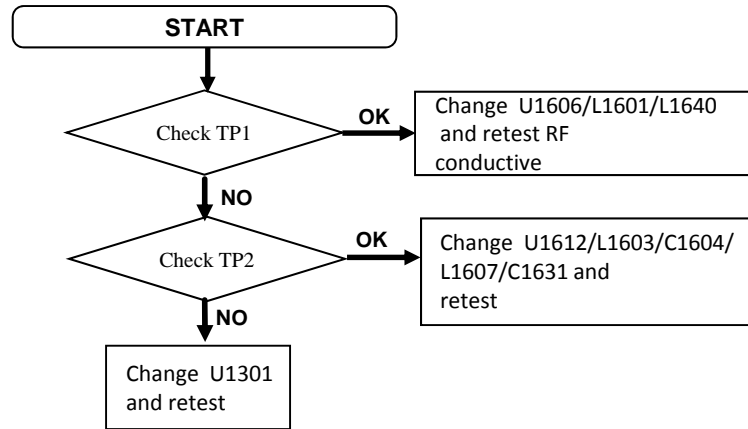 START
Check TP1
OK
Change U1606/L1601/L1640
and retest RF
conductive
NO
Check TP2
OK
Change U1612/L1603/C1604/
L1607/C1631 and
retest
NO
Change U1301
and retest